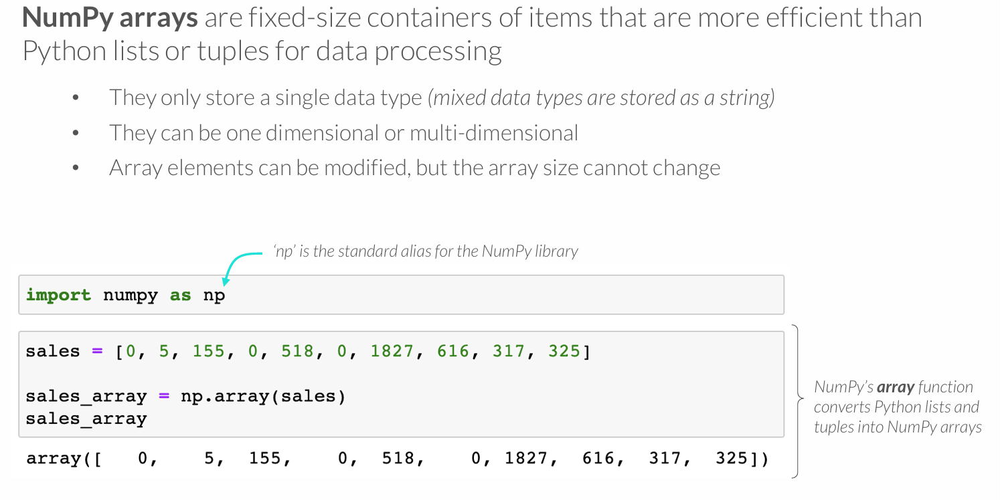 NumPy arrays are fixed-size containers of items that are more efficient than
Python lists or tuples for data processing
• They only store a single data type (mixed data types are stored as a string)
• They can be one dimensional or multi-dimensional
• Array elements can be modified, but the array size cannot change
‘np’ is the standard alias for the NumPy library
import numpy as np
sales = [0, 5, 155, 0, 518, 0, 1827, 616, 317, 325]
sales_array = np.array(sales)
sales_array
array([   0,    5,  155,    0,  518,    0, 1827,  616,  317,  325])
NumPy’s array function
converts Python lists and
tuples into NumPy arrays